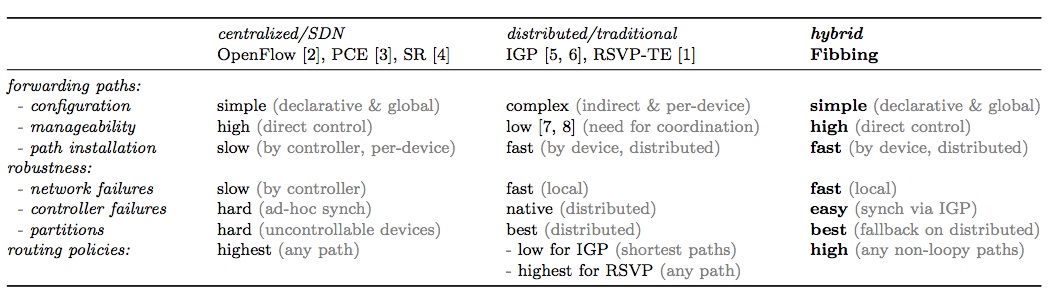 centralized/SDN distributed/traditional hybrid
OpenFlow [2], PCE [3], SR [4] IGP [5, 6], RSVP-TE [1] Fibbing
forwarding paths:
- configuration simple (declarative & global) complex (indirect & per-device) simple (declarative & global)
- manageability high (direct control) low [7, 8] (need for coordination) high (direct control)
- path installation slow (by controller, per-device) fast (by device, distributed) fast (by device, distributed)
robustness:
- network failures slow (by controller) fast (local) fast (local)
- controller failures hard (ad-hoc synch) native (distributed) easy (synch via IGP)
- partitions hard (uncontrollable devices) best (distributed) best (fallback on distributed)
routing policies: highest (any path) - low for IGP (shortest paths) high (any non-loopy paths)
- highest for RSVP (any path)